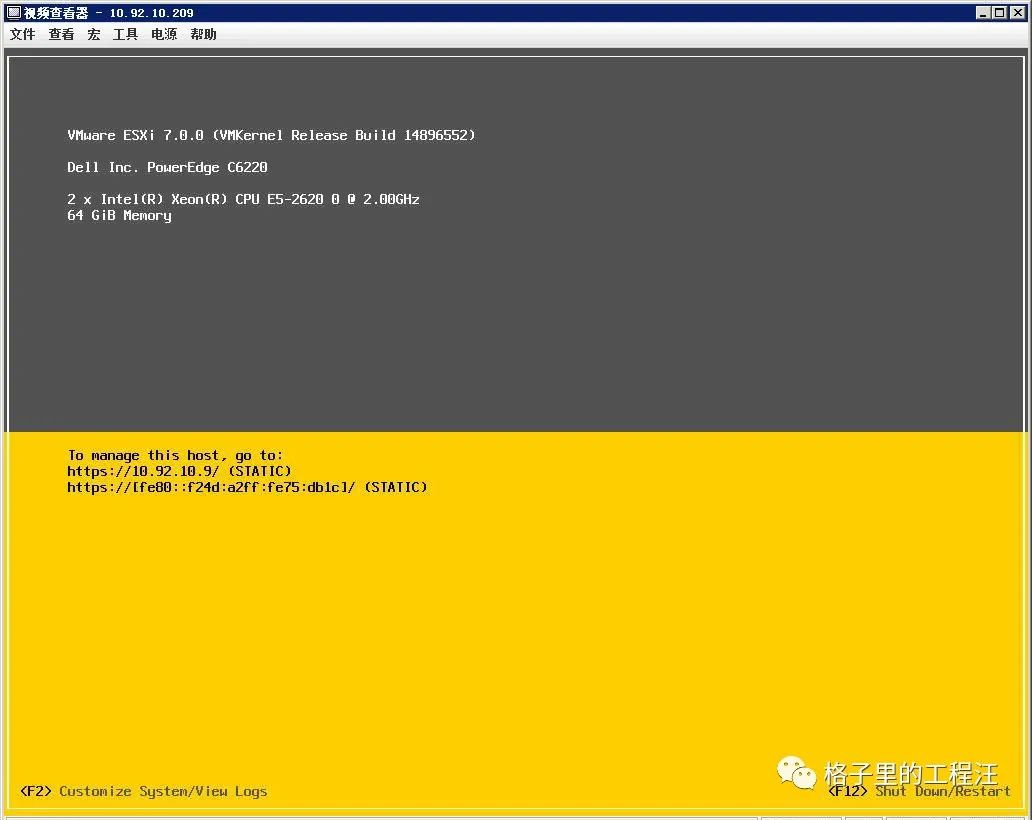 视频查看器 - 10.92.10.209
文件 查看 宏 工具 电源 帮助
VMware ESXi 7.0.0 (VMKernel Release Build 14896552)
Dell Inc. PowerEdge C6220
2 x Intel(R) Xeon(R) CPU E5-2620 0 @ 2.00GHz
64 GiB Memory
To manage this host, go to:
https://10.92.10.9/ (STATIC)
https://[fe80::f24d:a2ff:fe75:db1c]/ (STATIC)
格子里的工程汪
<F2> Customize System/View Logs <F12> Shut Down/Restart